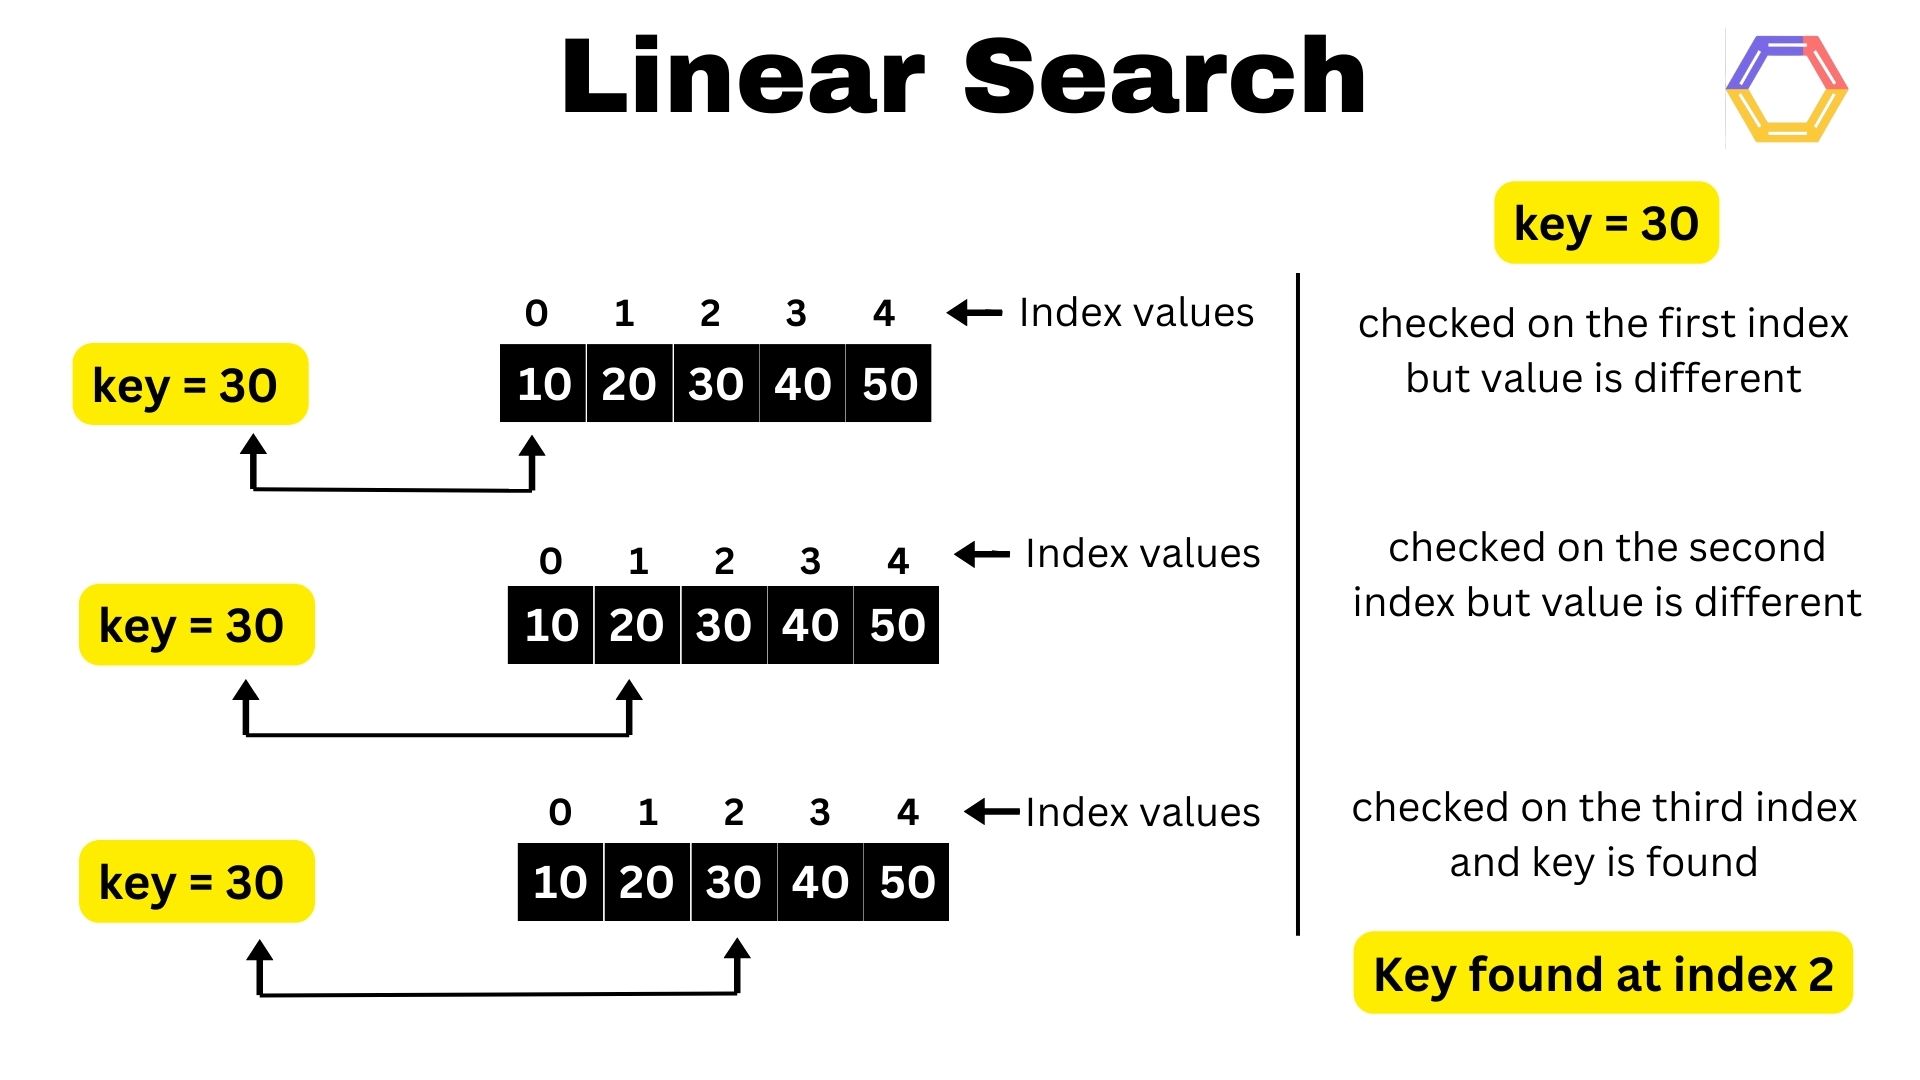 Linear Search
key = 30
0 1 2 3 4
Index values
key = 30
10 20 30 40 50
checked on the first index
but value is different
0 1 2 3 4
Index values
key = 30
10 20 30 40 50
checked on the second
index but value is different
0 1 2 3 4
Index values
key = 30
10 20 30 40 50
checked on the third index
and key is found
Key found at index 2